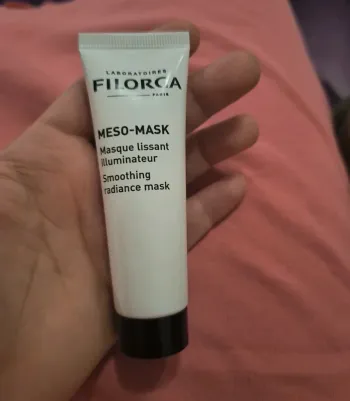 LABORATOIRES
FILORGA
PARIS
MESO-MASK
Masque lissant
illuminateur
Smoothing
radiance mask